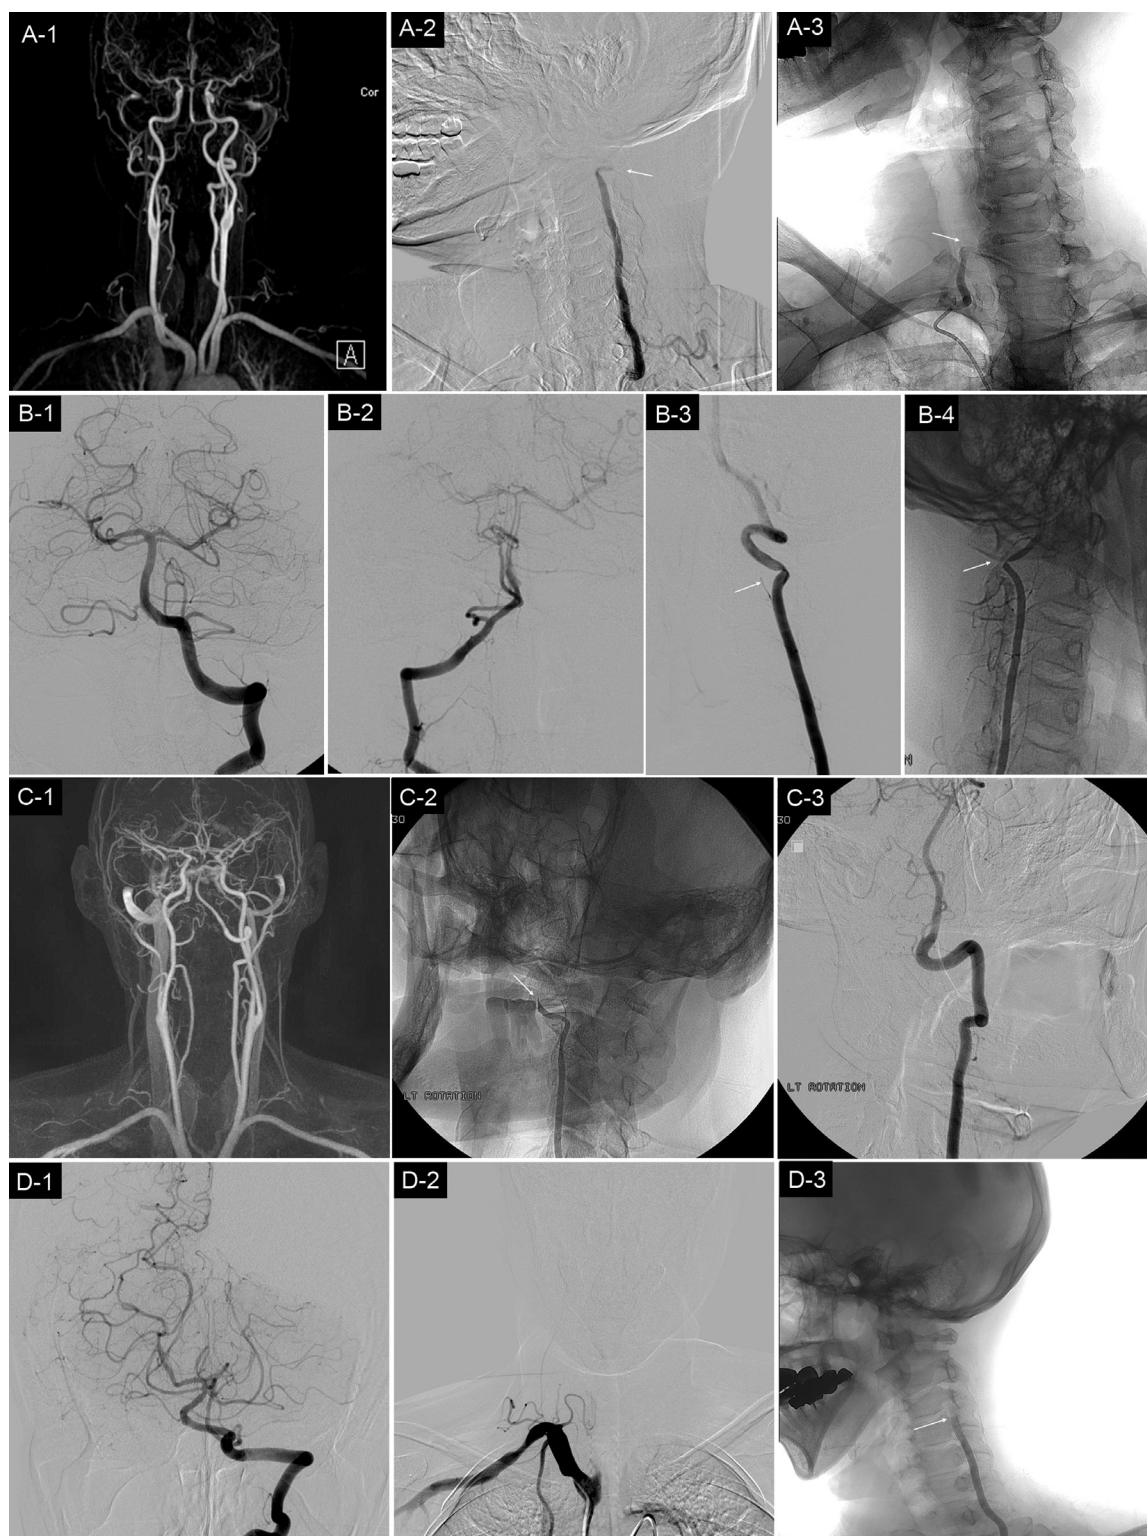 A-1
Cor
A
A-2
A-3
B-1
B-2
B-3
B-4
N
C-1
C-2
30
LT ROTATION
C-3
30
LT ROTATION
D-1
D-2
D-3